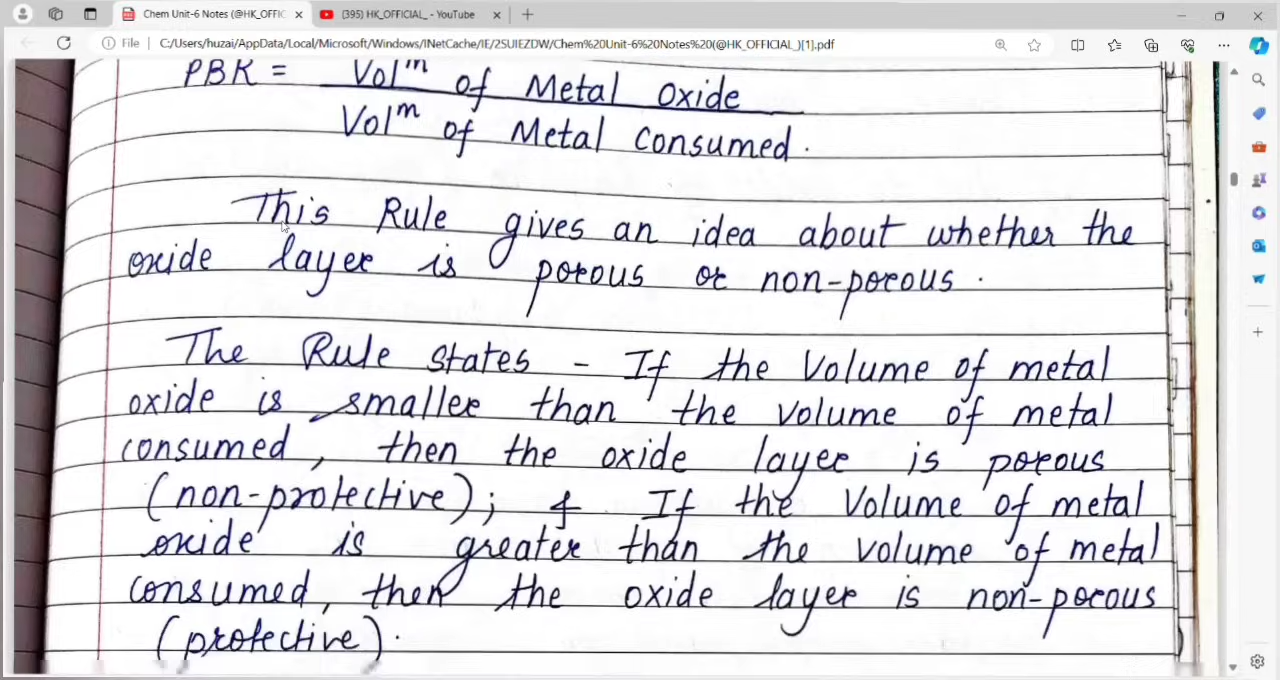 Chem Unit-6 Notes (@HK_OFFIC
(395) HK_OFFICIAL_ - YouTube
File
C:/Users/huzai/AppData/Local/Microsoft/Windows/INetCache/IE/2SUIEZDW/Chem%20Unit-6%20Notes%20(@HK_OFFICIAL_)[1].pdf
PBR = Volᵐ of Metal Oxide
Volᵐ of Metal Consumed.
This Rule gives an idea about whether the
oxide layer is porous or non-porous.
The Rule states - If the Volume of metal
oxide is smaller than the volume of metal
consumed, then the oxide layer is porous
(non-protective); & If the Volume of metal
oxide is greater than the volume of metal
consumed, then the oxide layer is non-porous
(protective).